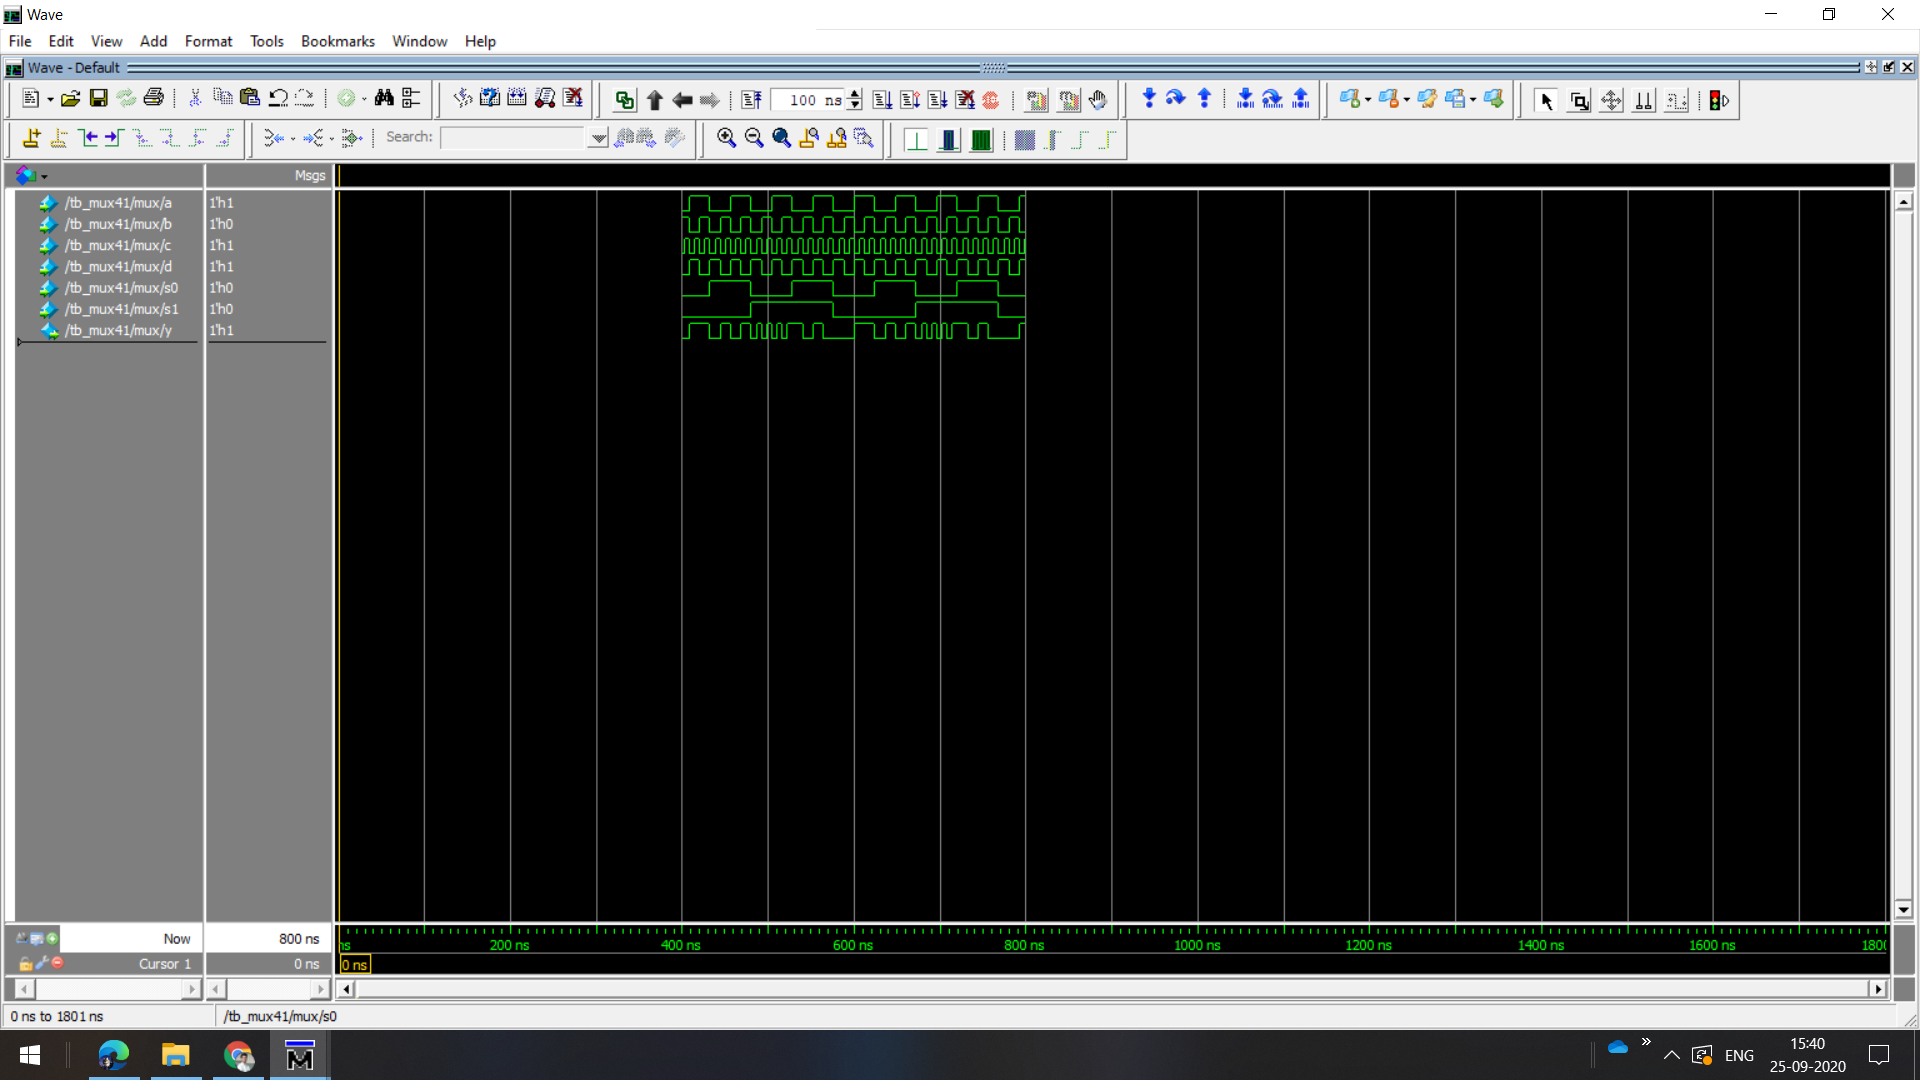 Wave
File Edit View Add Format Tools Bookmarks Window Help
Wave - Default
100 ns
Search:
Msgs
/tb_mux41/mux/a 1'h1
/tb_mux41/mux/b 1'h0
/tb_mux41/mux/c 1'h1
/tb_mux41/mux/d 1'h1
/tb_mux41/mux/s0 1'h0
/tb_mux41/mux/s1 1'h0
/tb_mux41/mux/y 1'h1
Now 800 ns ns 200 ns 400 ns 600 ns 800 ns 1000 ns 1200 ns 1400 ns 1600 ns 1800
Cursor 1 0 ns 0 ns
0 ns to 1801 ns /tb_mux41/mux/s0
ENG
15:40
25-09-2020